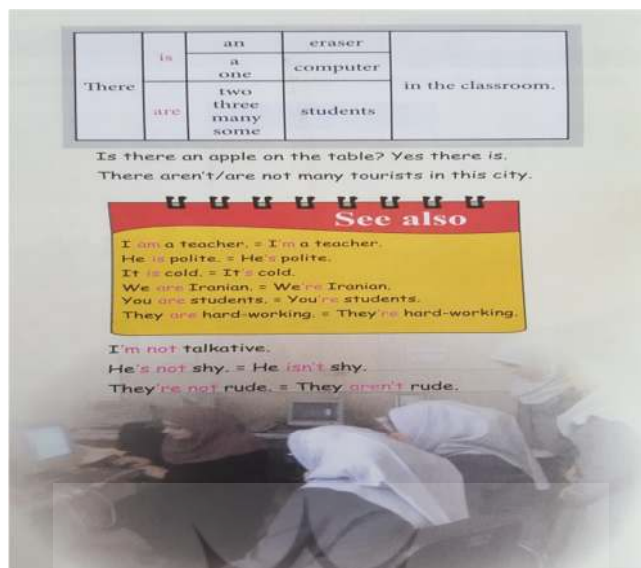 There
is
an
eraser
a
one
computer
are
two
three
many
some
students
in the classroom.
Is there an apple on the table? Yes there is.
There aren't/are not many tourists in this city.
See also
I am a teacher. = I'm a teacher.
He is polite. = He's polite.
It is cold. = It's cold.
We are Iranian. = We're Iranian.
You are students. = You're students.
They are hard-working. = They're hard-working.
I'm not talkative.
He's not shy. = He isn't shy.
They're not rude. = They aren't rude.